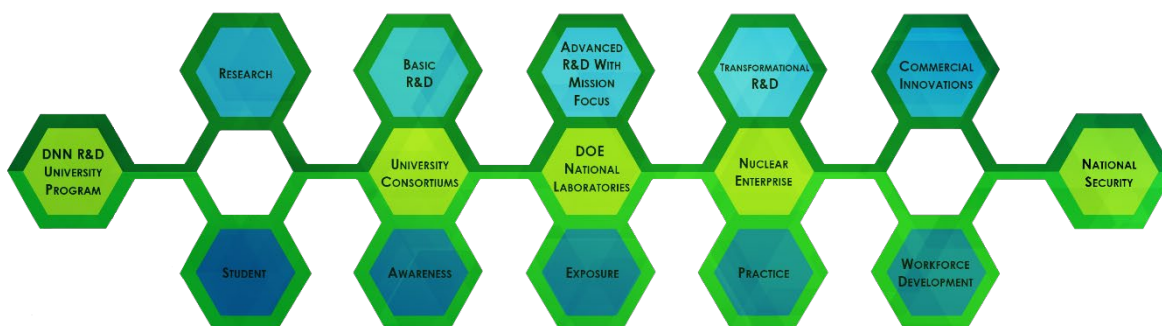 RESEARCH
BASIC
R&D
ADVANCED
R&D WITH
MISSION
FOCUS
TRANSFORMATIONAL
R&D
COMMERCIAL
INNOVATIONS
DNN R&D
UNIVERSITY
PROGRAM
UNIVERSITY
CONSORTIUMS
DOE
NATIONAL
LABORATORIES
NUCLEAR
ENTERPRISE
NATIONAL
SECURITY
STUDENT
AWARENESS
EXPOSURE
PRACTICE
WORKFORCE
DEVELOPMENT